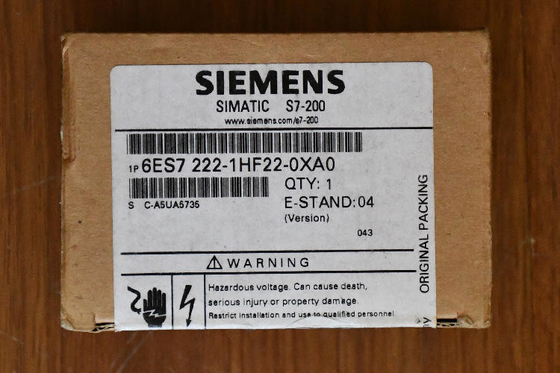 SIEMENS
SIMATIC S7-200
www.siemens.com/s7-200
1P 6ES7 222-1HF22-0XA0
QTY: 1
S C-A5UA5735
E-STAND:04
(Version)
043
WARNING
Hazardous voltage. Can cause death,
serious injury or property damage.
Restrict installation and use to qualified personnel.
ORIGINAL PACKING